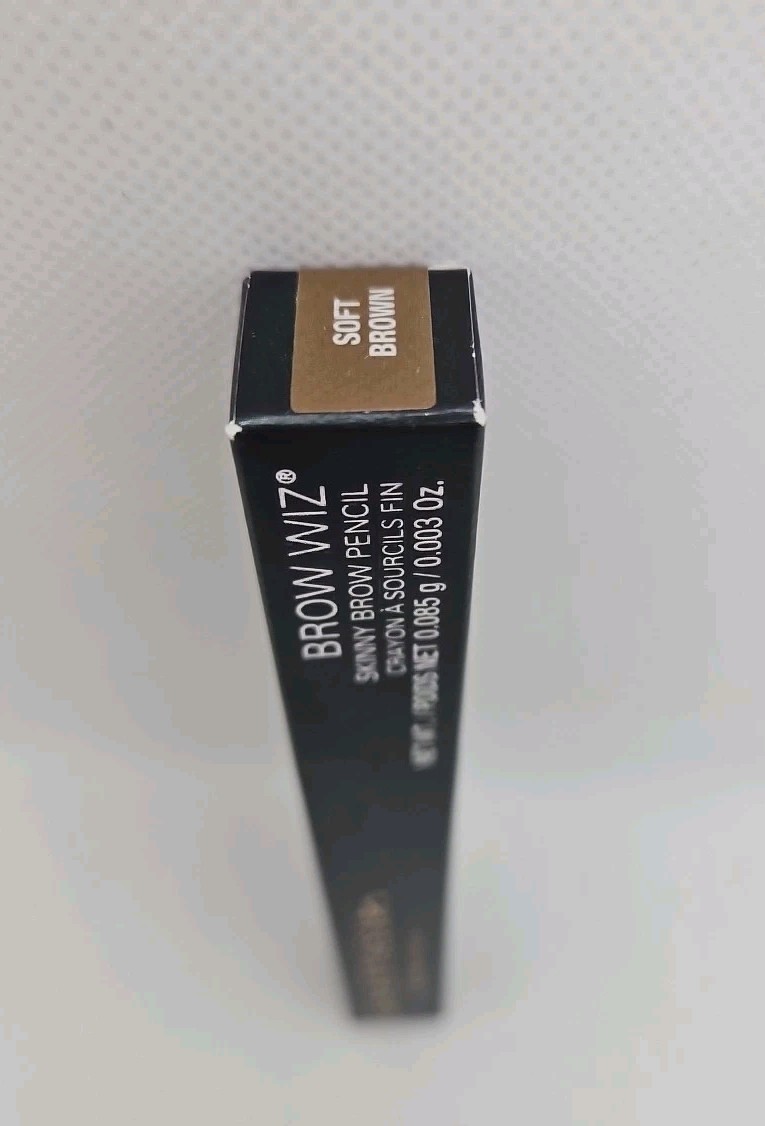 SOFT
BROWN
BROW WIZ®
SKINNY BROW PENCIL
CRAYON À SOURCILS FIN
NET WT. / POIDS NET 0.085 g / 0.003 Oz.